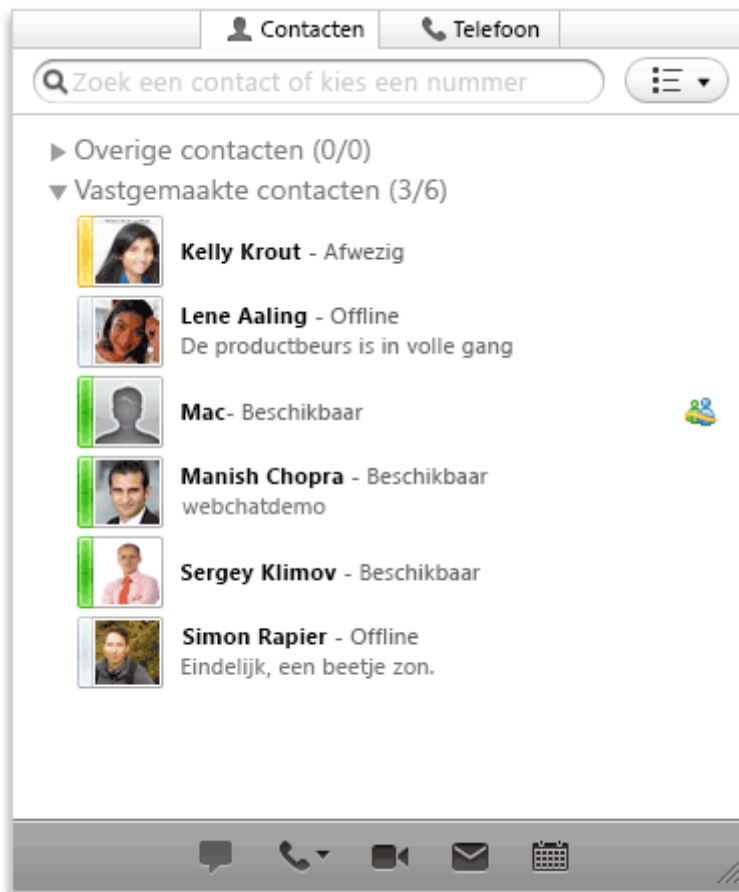 Contacten
Telefoon
Zoek een contact of kies een nummer
Overige contacten (0/0)
Vastgemaakte contacten (3/6)
Kelly Krout - Afwezig
Lene Aaling - Offline
De productbeurs is in volle gang
Mac- Beschikbaar
Manish Chopra - Beschikbaar
webchatdemo
Sergey Klimov - Beschikbaar
Simon Rapier - Offline
Eindelijk, een beetje zon.